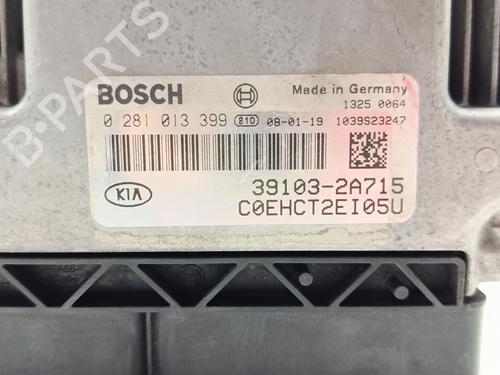 B-PARTS
BOSCH Made in Germany
1325 0064
0 281 013 399 810 08-01-19 1039S23247
KIA 39103-2A715
C0EHCT2EI05U